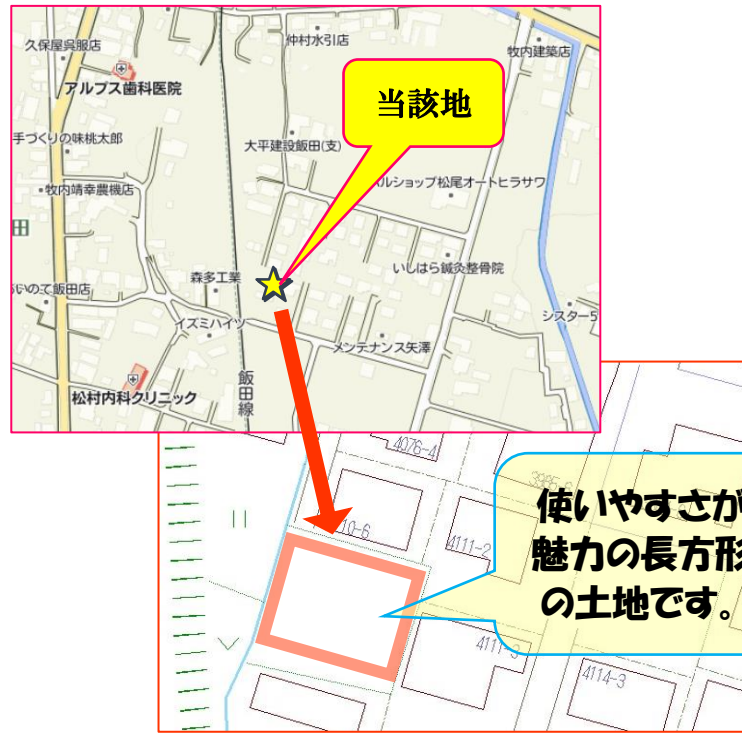 久保屋呉服店
仲村水引店
牧内建築店
アルプス歯科医院
当該地
手づくりの味桃太郎
大平建設飯田(支)
牧内靖幸農機店
ルショップ松尾オートヒラサワ
田
森多工業
いしはら鍼灸整骨院
いのて飯田店
イズミハイツ
シスター5
メンテナンス矢澤
飯田線
松村内科クリニック
4076-4
10-6
4111-2
使いやすさが
魅力の長方形
の土地です。
4111-3
4114-3